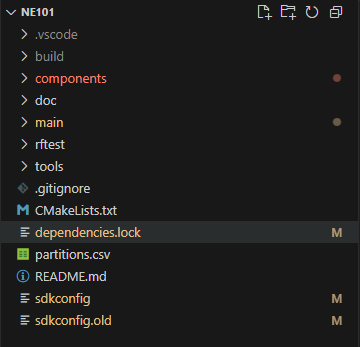 NE101
.vscode
build
components
doc
main
rftest
tools
.gitignore
CMakeLists.txt
dependencies.lock M
partitions.csv
README.md
sdkconfig M
sdkconfig.old M